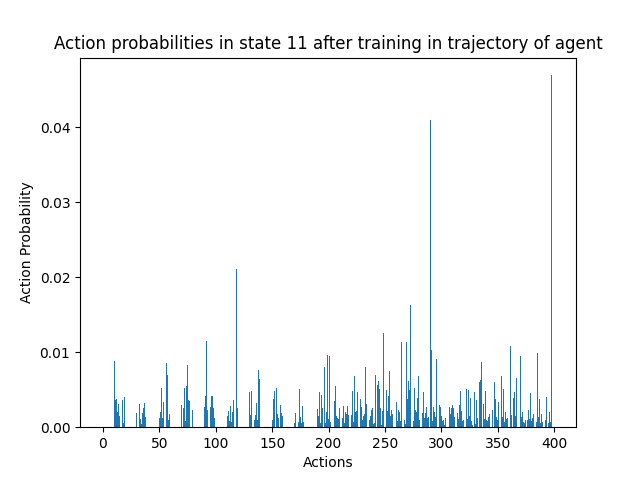 Action probabilities in state 11 after training in trajectory of agent
0.04
0.03
0.02
0.01
0.00
Action Probability
0 50 100 150 200 250 300 350 400
Actions